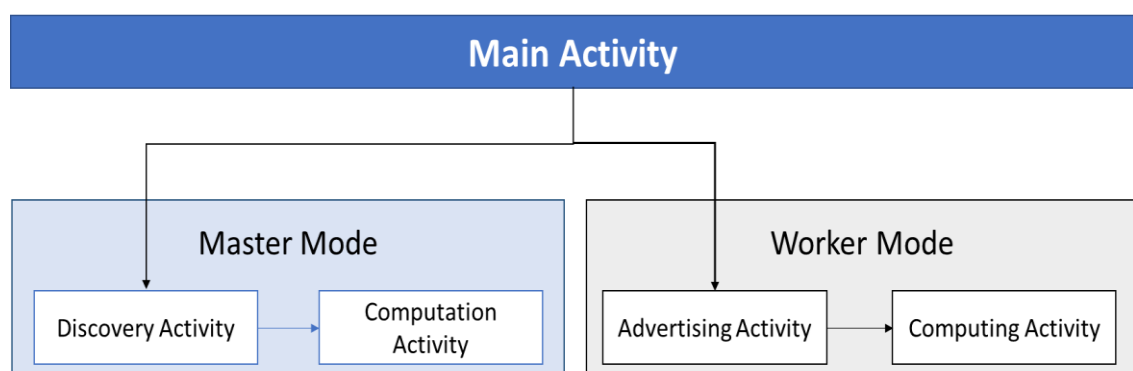 Main Activity
Master Mode
Worker Mode
Discovery Activity
Computation
Activity
Advertising Activity
Computing Activity